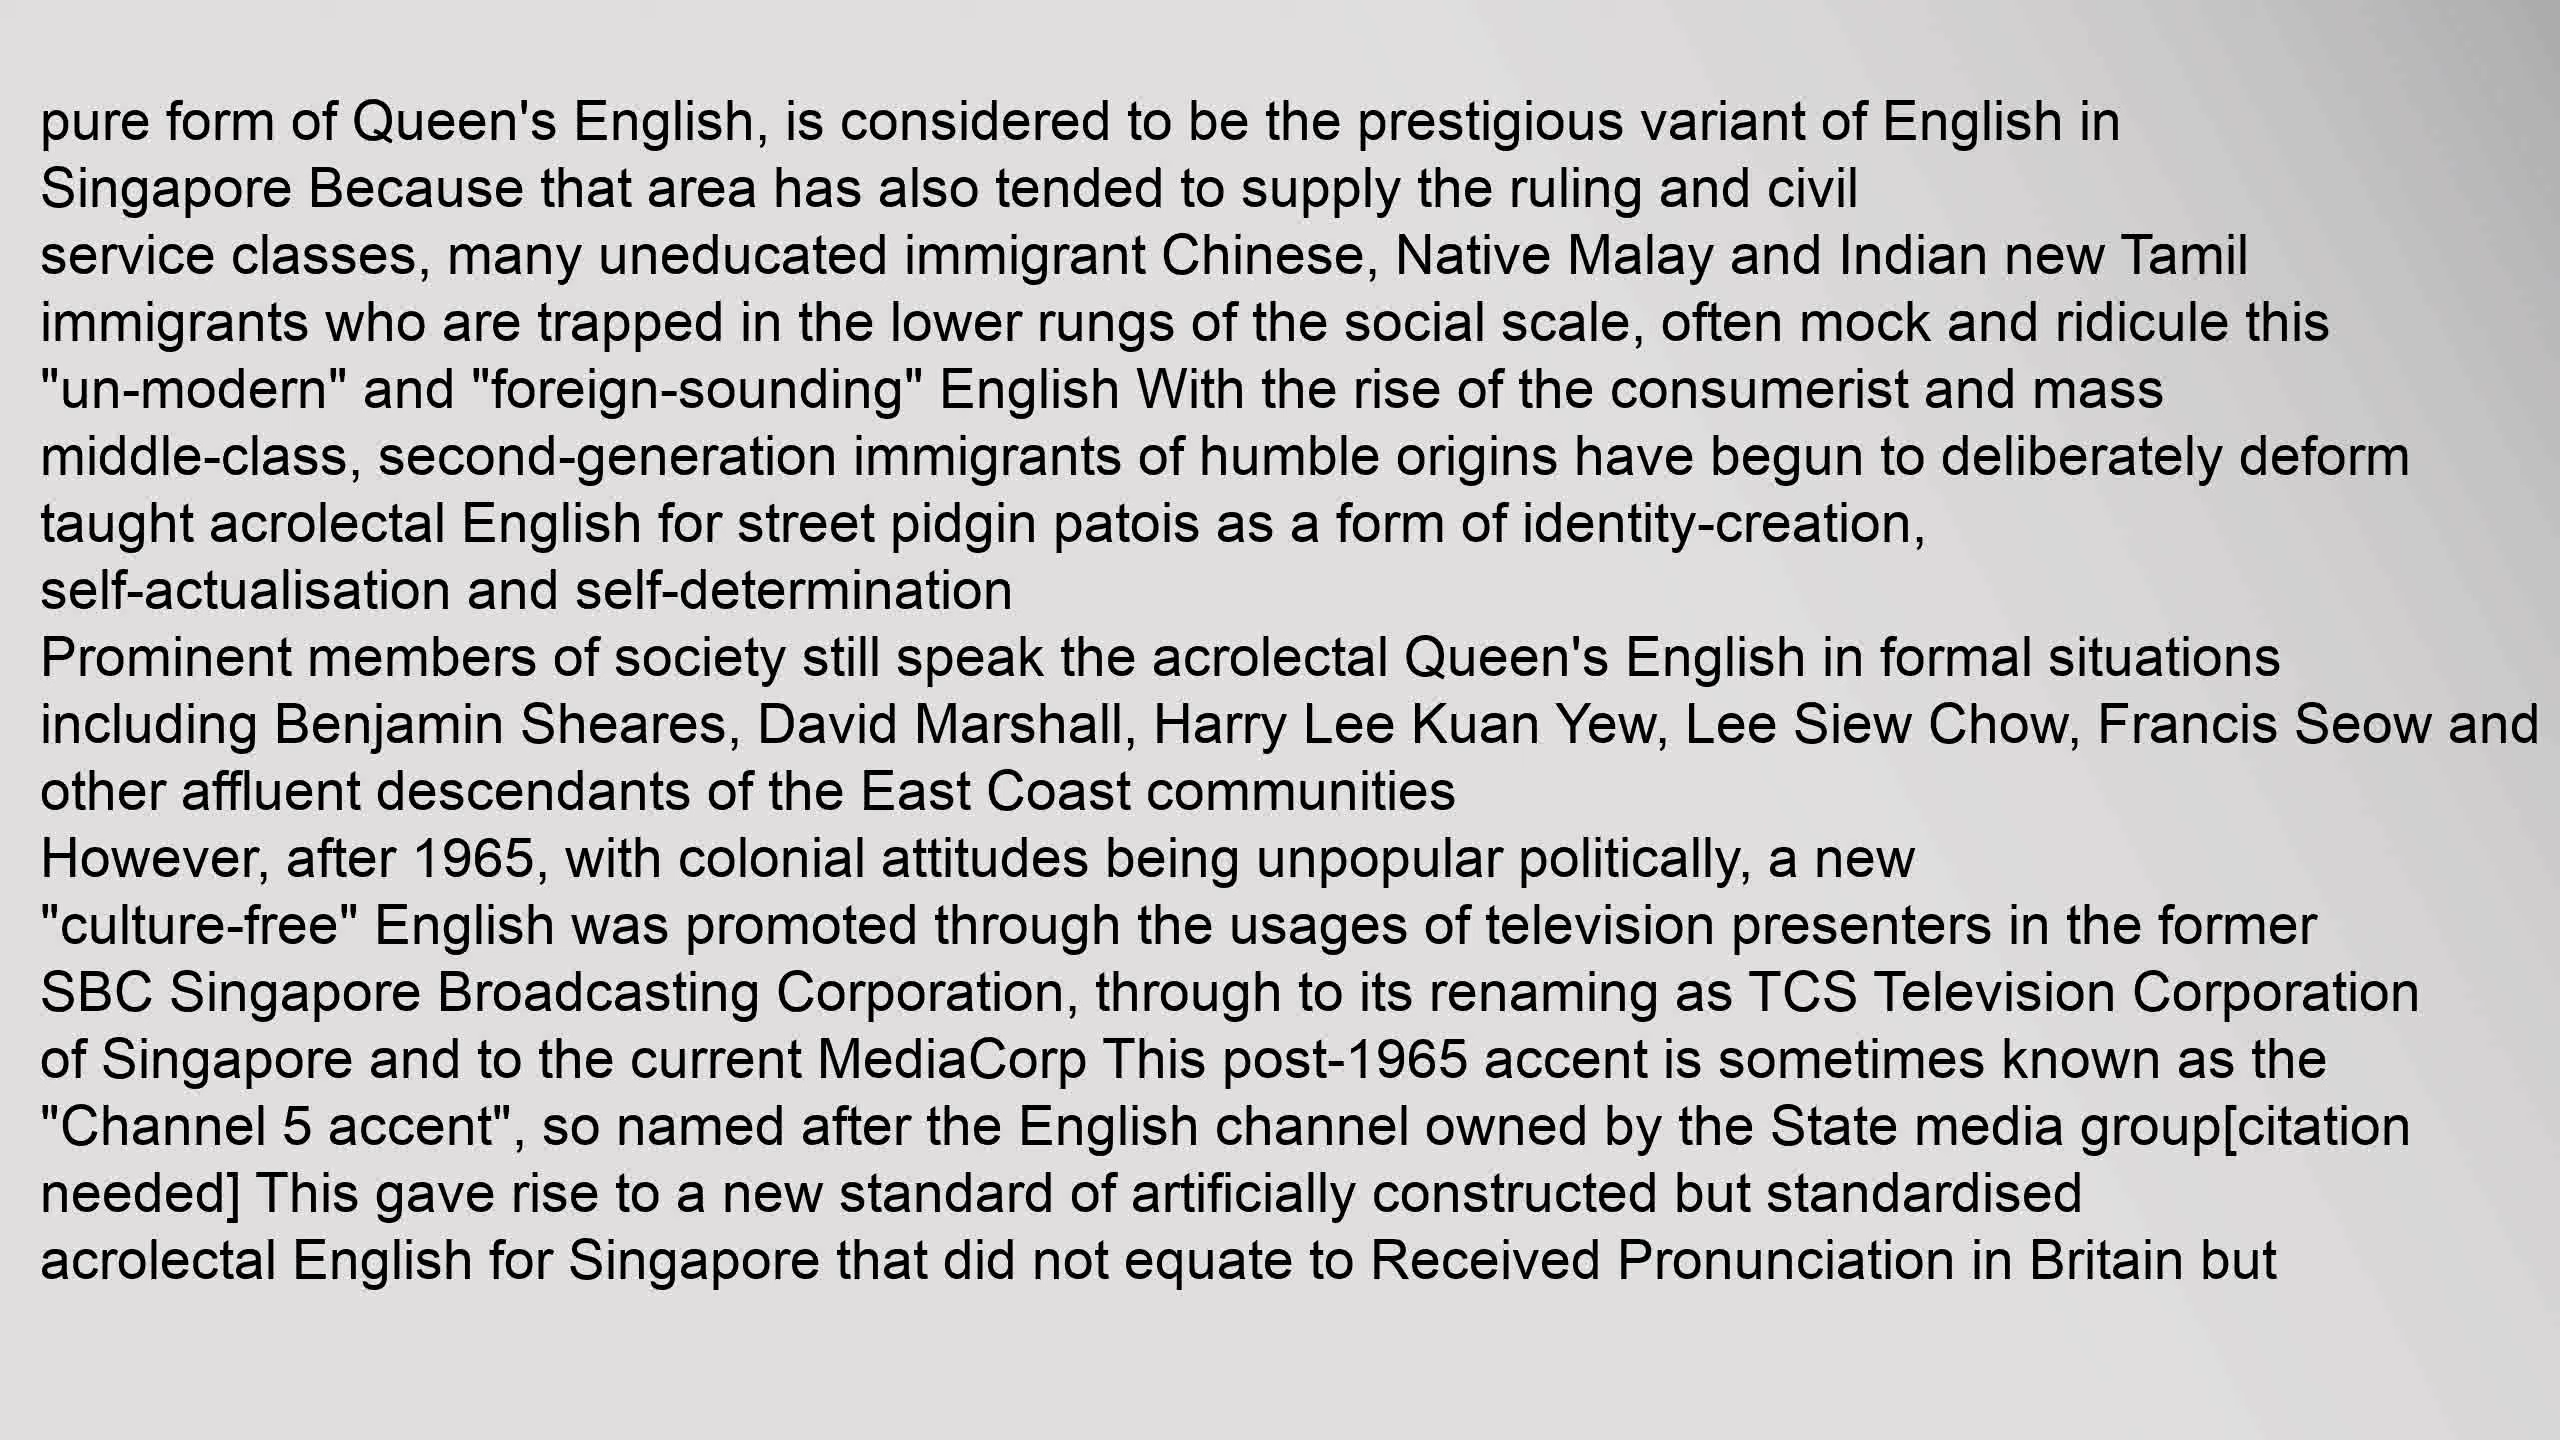 pure form of Queen's English, is considered to be the prestigious variant of English in
Singapore Because that area has also tended to supply the ruling and civil
service classes, many uneducated immigrant Chinese, Native Malay and Indian new Tamil
immigrants who are trapped in the lower rungs of the social scale, often mock and ridicule this
"un-modern" and "foreign-sounding" English With the rise of the consumerist and mass
middle-class, second-generation immigrants of humble origins have begun to deliberately deform
taught acrolectal English for street pidgin patois as a form of identity-creation,
self-actualisation and self-determination
Prominent members of society still speak the acrolectal Queen's English in formal situations
including Benjamin Sheares, David Marshall, Harry Lee Kuan Yew, Lee Siew Chow, Francis Seow and
other affluent descendants of the East Coast communities
However, after 1965, with colonial attitudes being unpopular politically, a new
"culture-free" English was promoted through the usages of television presenters in the former
SBC Singapore Broadcasting Corporation, through to its renaming as TCS Television Corporation
of Singapore and to the current MediaCorp This post-1965 accent is sometimes known as the
"Channel 5 accent", so named after the English channel owned by the State media group[citation
needed] This gave rise to a new standard of artificially constructed but standardised
acrolectal English for Singapore that did not equate to Received Pronunciation in Britain but